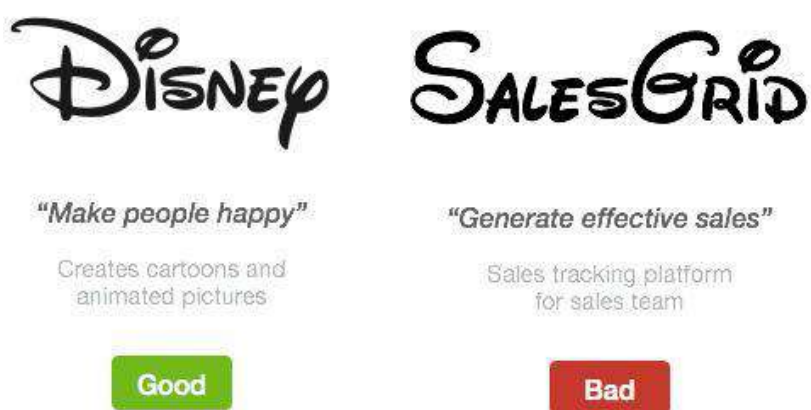 Disney
"Make people happy"
Creates cartoons and
animated pictures
Good
SalesGrid
"Generate effective sales"
Sales tracking platform
for sales team
Bad